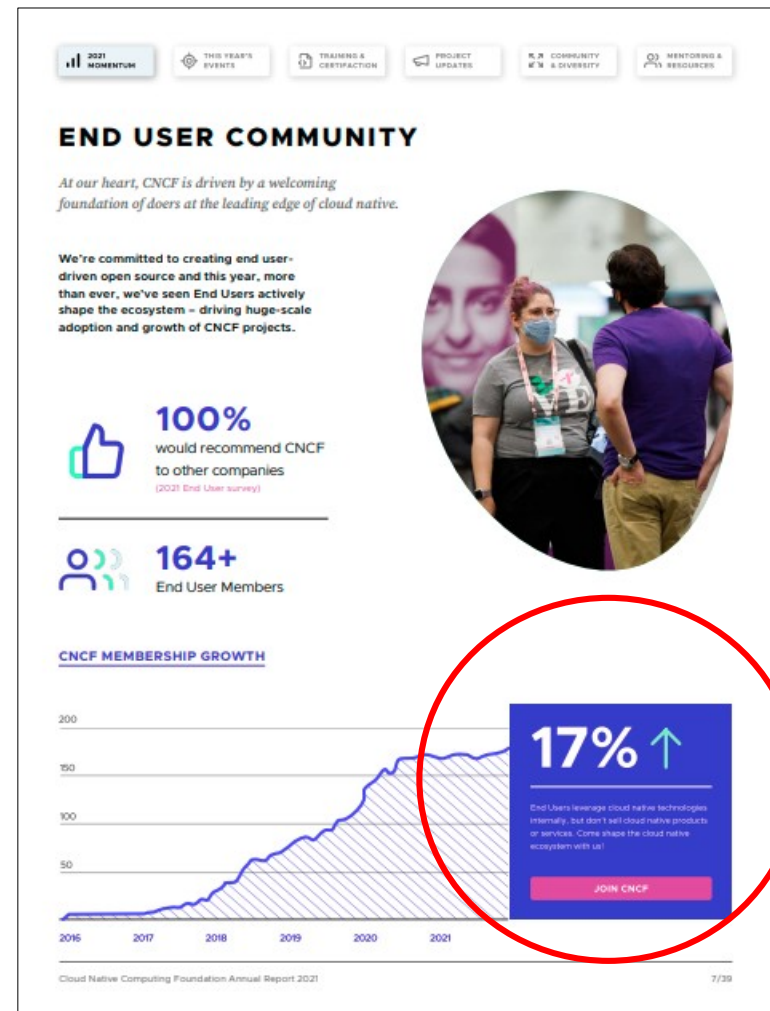 2021
MOMENTUM
THIS YEAR'S
EVENTS
TRAINING &
CERTIFACTION
PROJECT
UPDATES
COMMUNITY
& DIVERSITY
MENTORING &
RESOURCES
END USER COMMUNITY
At our heart, CNCF is driven by a welcoming
foundation of doers at the leading edge of cloud native.
We're committed to creating end user-
driven open source and this year, more
than ever, we've seen End Users actively
shape the ecosystem – driving huge-scale
adoption and growth of CNCF projects.
100%
would recommend CNCF
to other companies
(2021 End User survey)
164+
End User Members
CNCF MEMBERSHIP GROWTH
200
150
100
50
2016 2017 2018 2019 2020 2021
17%
End Users leverage cloud native technologies
internally, but don't sell cloud native products
or services. Come shape the cloud native
ecosystem with us!
JOIN CNCF
Cloud Native Computing Foundation Annual Report 2021
7/39